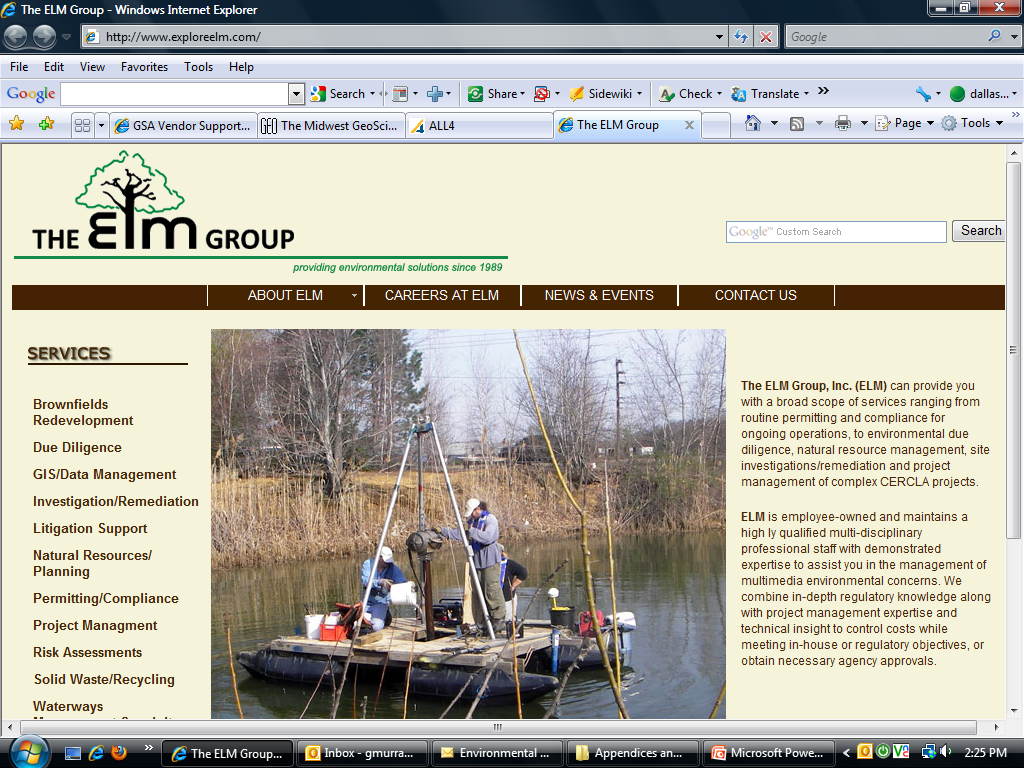 The ELM Group - Windows Internet Explorer
http://www.exploreelm.com/
Google
File Edit View Favorites Tools Help
Google Search Share Sidewiki Check Translate » dallas...
GSA Vendor Support... The Midwest GeoSci... ALL4 The ELM Group Page Tools »
THE elm GROUP
Google™ Custom Search
Search
providing environmental solutions since 1989
ABOUT ELM CAREERS AT ELM NEWS & EVENTS CONTACT US
SERVICES
Brownfields
Redevelopment
Due Diligence
GIS/Data Management
Investigation/Remediation
Litigation Support
Natural Resources/
Planning
Permitting/Compliance
Project Managment
Risk Assessments
Solid Waste/Recycling
Waterways
The ELM Group, Inc. (ELM) can provide you
with a broad scope of services ranging from
routine permitting and compliance for
ongoing operations, to environmental due
diligence, natural resource management, site
investigations/remediation and project
management of complex CERCLA projects.
ELM is employee-owned and maintains a
high ly qualified multi-disciplinary
professional staff with demonstrated
expertise to assist you in the management of
multimedia environmental concerns. We
combine in-depth regulatory knowledge along
with project management expertise and
technical insight to control costs while
meeting in-house or regulatory objectives, or
obtain necessary agency approvals.
» The ELM Group... Inbox - gmurra... Environmental ... Appendices an... Microsoft Powe... < 2:25 PM